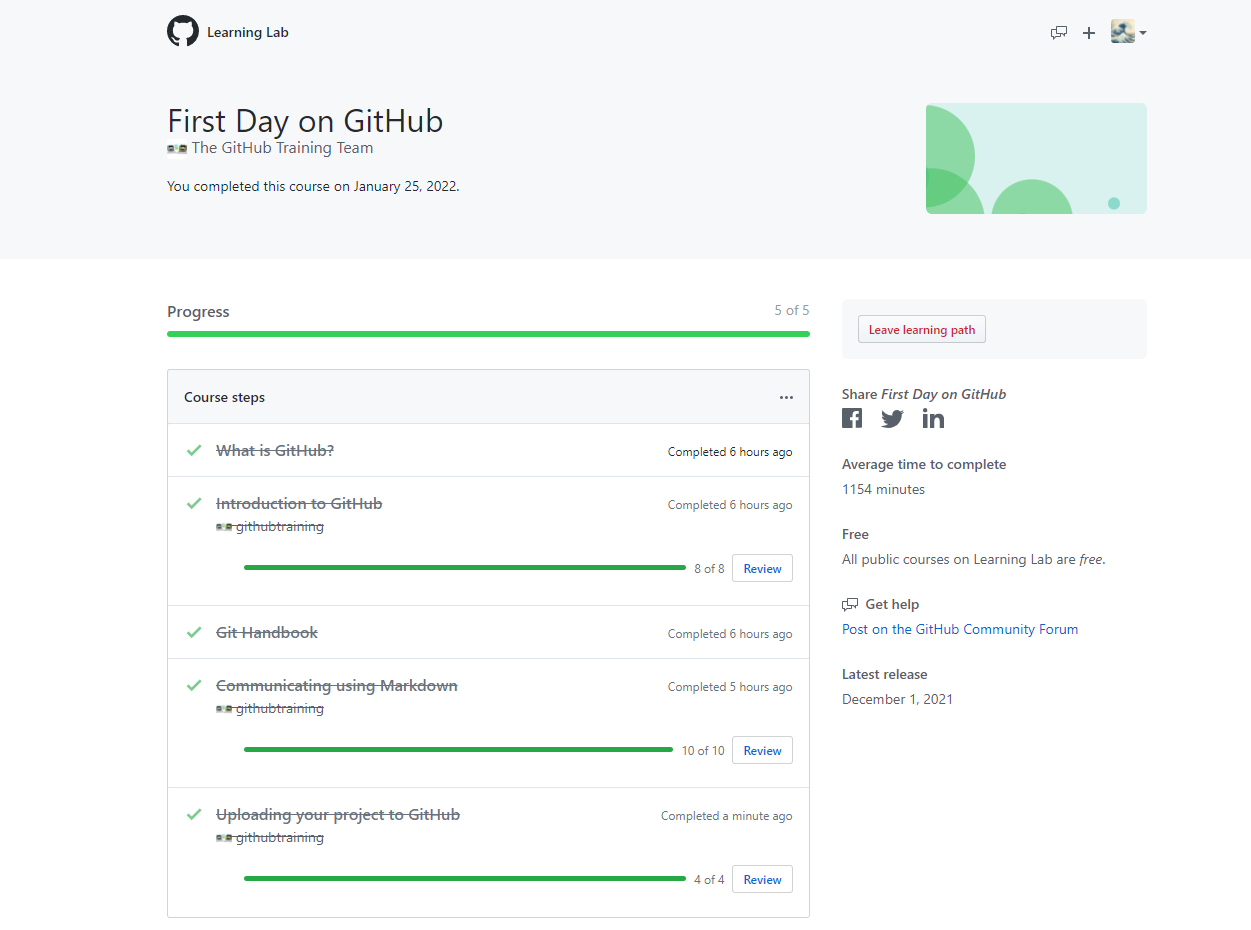 Learning Lab
First Day on GitHub
The GitHub Training Team
You completed this course on January 25, 2022.
Progress
5 of 5
Course steps
What is GitHub?
Completed 6 hours ago
Introduction to GitHub
Completed 6 hours ago
githubtraining
8 of 8
Review
Git Handbook
Completed 6 hours ago
Communicating using Markdown
Completed 5 hours ago
githubtraining
10 of 10
Review
Uploading your project to GitHub
Completed a minute ago
githubtraining
4 of 4
Review
Leave learning path
Share First Day on GitHub
Average time to complete
1154 minutes
Free
All public courses on Learning Lab are free.
Get help
Post on the GitHub Community Forum
Latest release
December 1, 2021